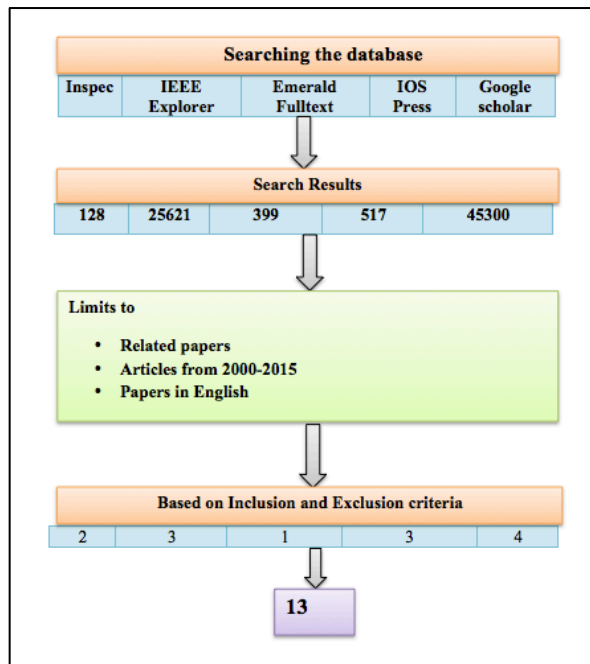 Searching the database
Inspec IEEE Emerald IOS Google
Explorer Fulltext Press scholar
Search Results
128 25621 399 517 45300
Limits to
• Related papers
• Articles from 2000-2015
• Papers in English
Based on Inclusion and Exclusion criteria
2 3 1 3 4
13